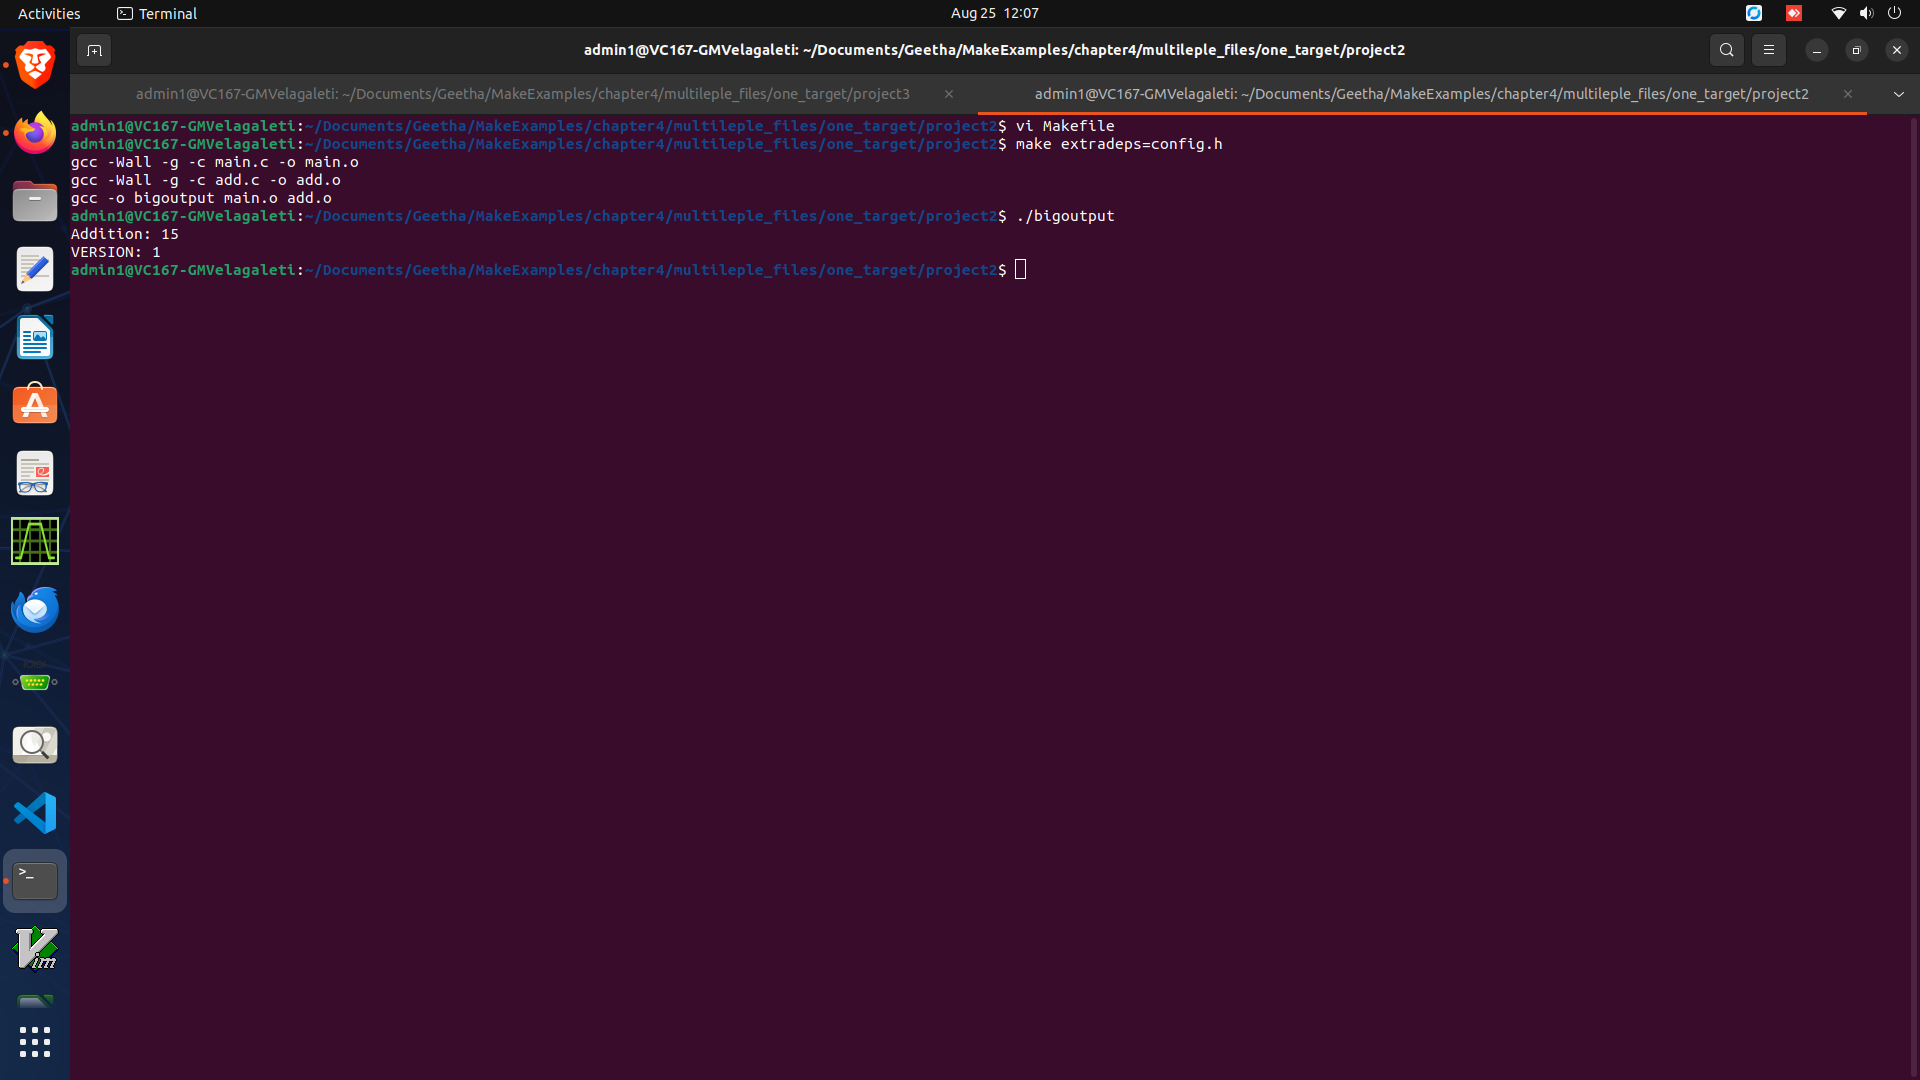 Activities
Terminal
Aug 25 12:07
admin1@VC167-GMVelagaleti: ~/Documents/Geetha/MakeExamples/chapter4/multileple_files/one_target/project2
admin1@VC167-GMVelagaleti: ~/Documents/Geetha/MakeExamples/chapter4/multileple_files/one_target/project3
admin1@VC167-GMVelagaleti: ~/Documents/Geetha/MakeExamples/chapter4/multileple_files/one_target/project2
admin1@VC167-GMVelagaleti:~/Documents/Geetha/MakeExamples/chapter4/multileple_files/one_target/project2$ vi Makefile
admin1@VC167-GMVelagaleti:~/Documents/Geetha/MakeExamples/chapter4/multileple_files/one_target/project2$ make extradeps=config.h
gcc -Wall -g -c main.c -o main.o
gcc -Wall -g -c add.c -o add.o
gcc -o bigoutput main.o add.o
admin1@VC167-GMVelagaleti:~/Documents/Geetha/MakeExamples/chapter4/multileple_files/one_target/project2$ ./bigoutput
Addition: 15
VERSION: 1
admin1@VC167-GMVelagaleti:~/Documents/Geetha/MakeExamples/chapter4/multileple_files/one_target/project2$
>_
Vim